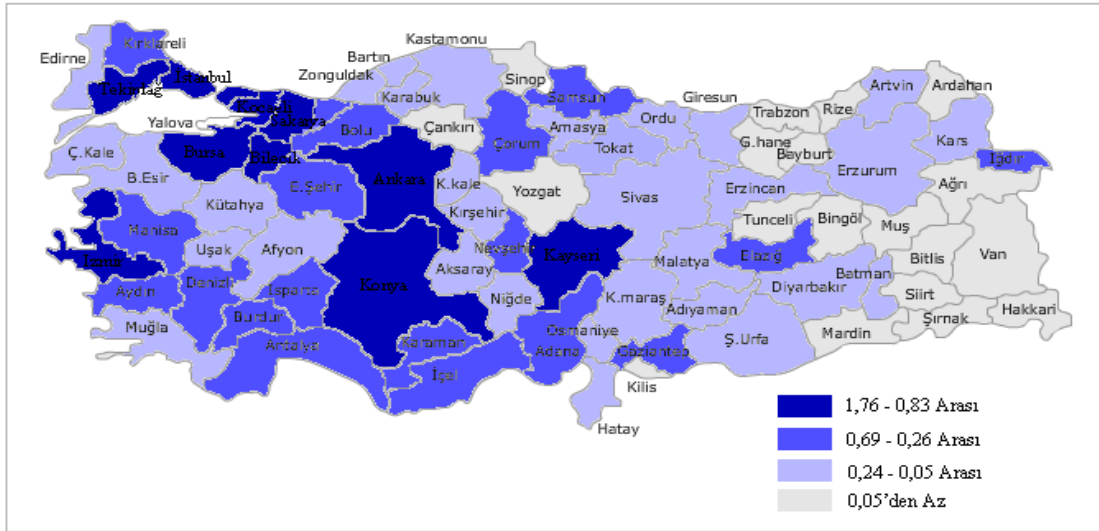 Kastamonu
Kırklareli
Edirne
Bartın
İstanbul
Zonguldak
Sinop
Artvin
Ardahan
Tekirdağ
Karabuk
Samsun
Giresun
Kocaeli
Ordu
Trabzon
Rize
Yalova
Sakarya
Bolu
Çankırı
Çorum
Amasya
G.hane
Kars
Bayburt
Ç.Kale
Bursa
Bilecik
Tokat
Iğdır
B.Esir
Ankara
K.kale
Erzurum
E.Şehir
Yozgat
Sivas
Erzincan
Ağrı
Kütahya
Kırşehir
Tunceli
Bingöl
Muş
Manisa
Uşak
Afyon
Nevşehir
Kayseri
Elazığ
Bitlis
Van
İzmir
Aksaray
Malatya
Batman
Aydın
Denizli
Isparta
Konya
Niğde
K.maraş
Diyarbakır
Siirt
Burdur
Adıyaman
Hakkari
Muğla
Osmaniye
Mardin
Şırnak
Antalya
Karaman
Adana
Gaziantep
Ş.Urfa
İçel
Kilis
Hatay
1,76 - 0,83 Arası
0,69 - 0,26 Arası
0,24 - 0,05 Arası
0,05’den Az